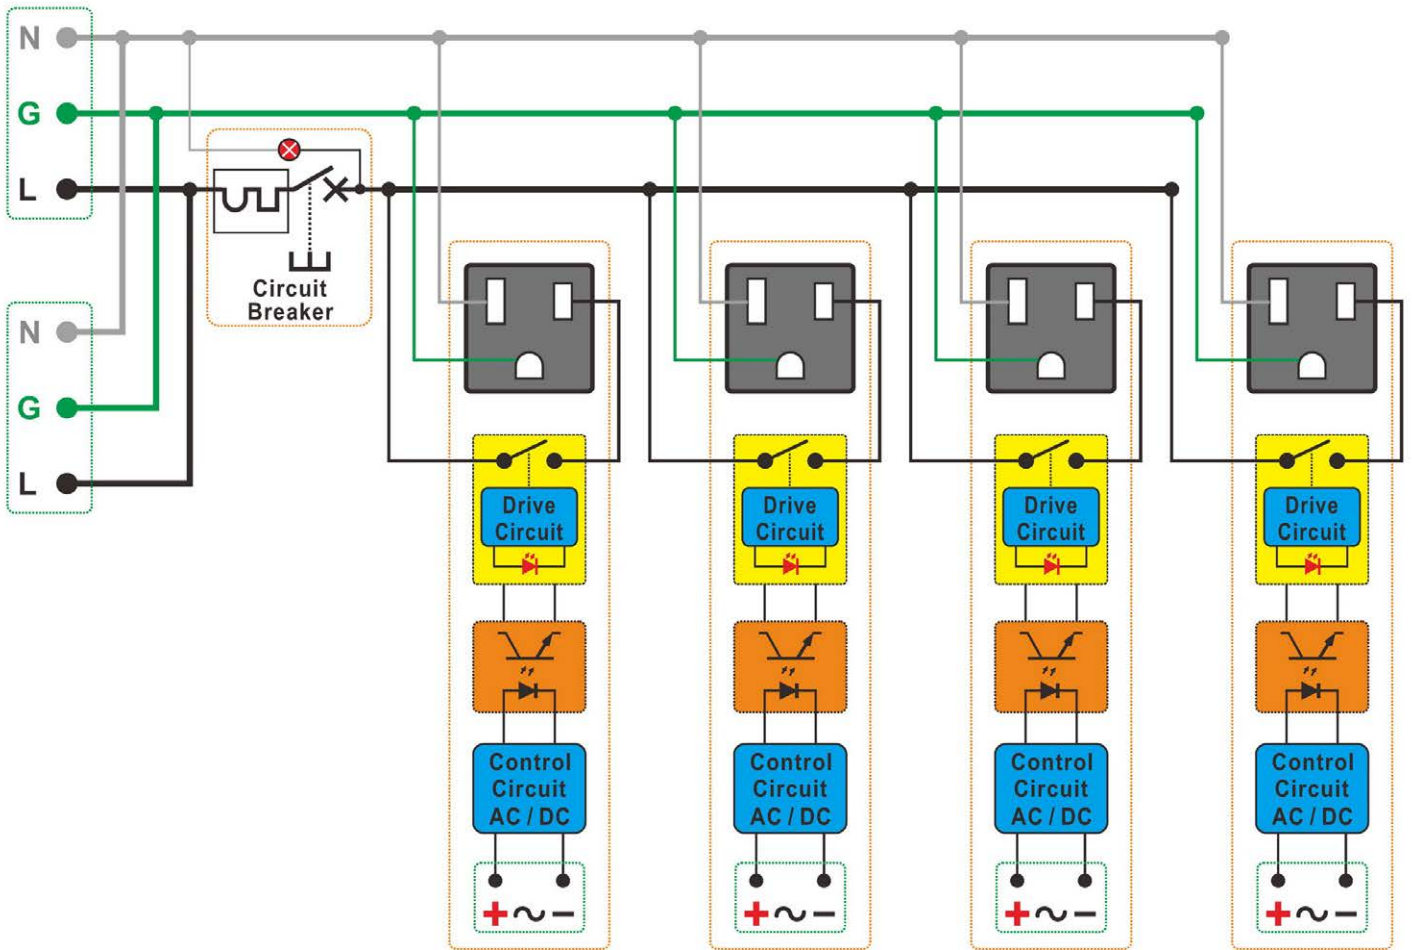 N
G
L
Circuit
Breaker
N
G
L
Drive
Circuit
Drive
Circuit
Drive
Circuit
Drive
Circuit
Control
Circuit
AC / DC
Control
Circuit
AC / DC
Control
Circuit
AC / DC
Control
Circuit
AC / DC
+ ~ −
+ ~ −
+ ~ −
+ ~ −